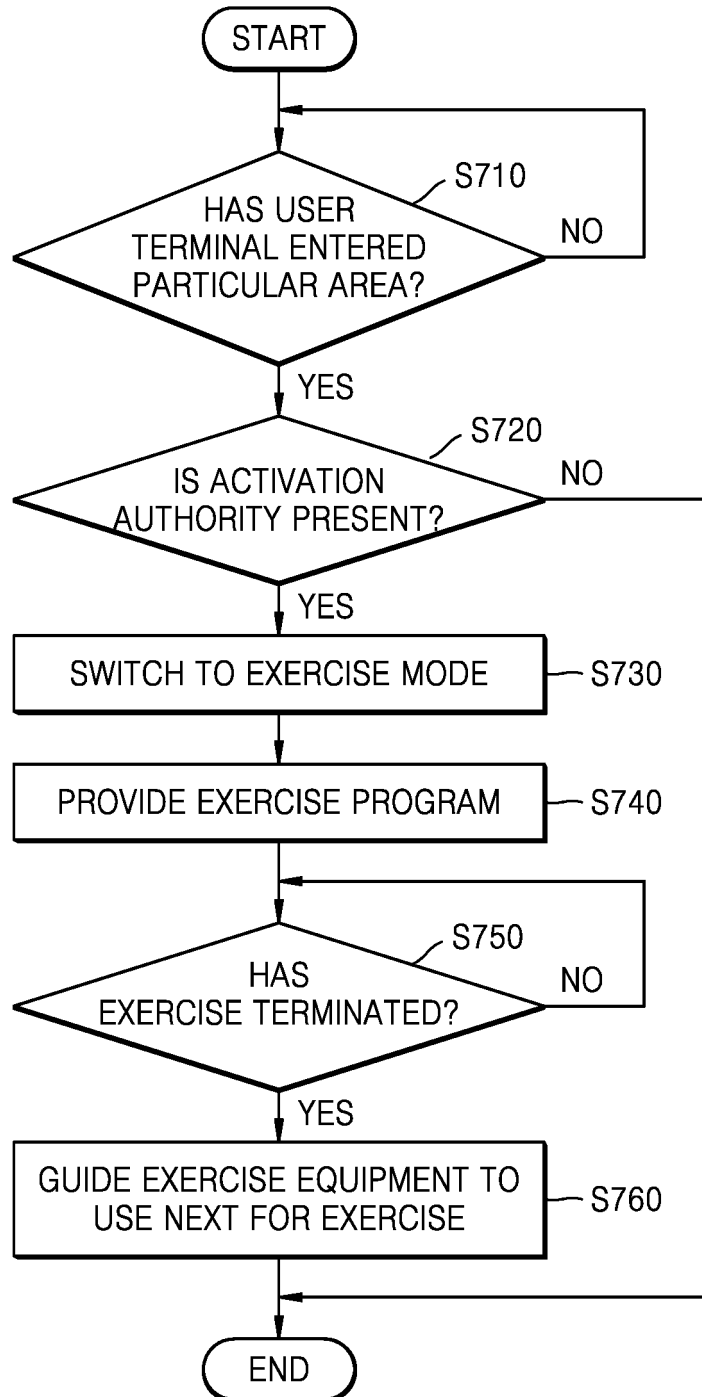 START
S710
HAS USER
TERMINAL ENTERED
PARTICULAR AREA?
NO
YES
S720
IS ACTIVATION
AUTHORITY PRESENT?
NO
YES
SWITCH TO EXERCISE MODE
S730
PROVIDE EXERCISE PROGRAM
S740
S750
HAS
EXERCISE TERMINATED?
NO
YES
GUIDE EXERCISE EQUIPMENT TO
USE NEXT FOR EXERCISE
S760
END